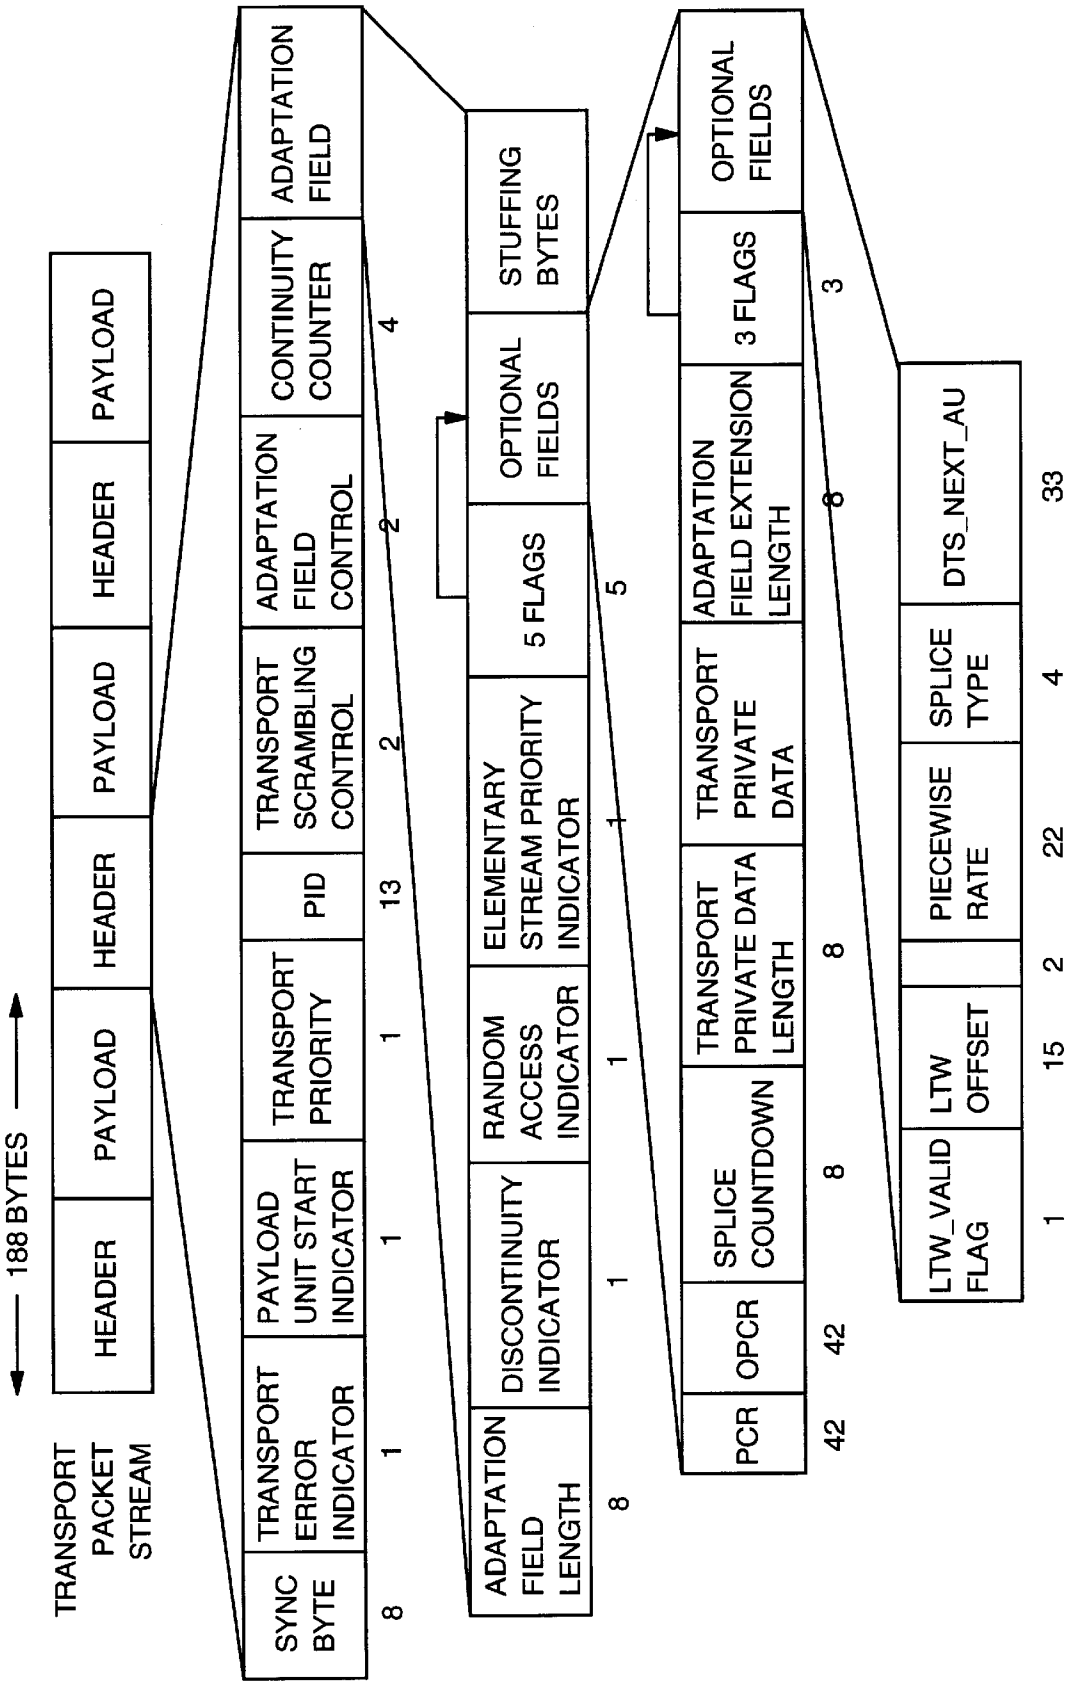 188 BYTES
TRANSPORT
PACKET
STREAM
HEADER
PAYLOAD
HEADER
PAYLOAD
HEADER
PAYLOAD
SYNC
BYTE
TRANSPORT
ERROR
INDICATOR
PAYLOAD
UNIT START
INDICATOR
TRANSPORT
PRIORITY
PID
TRANSPORT
SCRAMBLING
CONTROL
ADAPTATION
FIELD
CONTROL
CONTINUITY
COUNTER
ADAPTATION
FIELD
8
1
1
1
13
2
2
4
ADAPTATION
FIELD
LENGTH
DISCONTINUITY
INDICATOR
RANDOM
ACCESS
INDICATOR
ELEMENTARY
STREAM PRIORITY
INDICATOR
5 FLAGS
OPTIONAL
FIELDS
STUFFING
BYTES
8
1
1
1
5
PCR
OPCR
SPLICE
COUNTDOWN
TRANSPORT
PRIVATE DATA
LENGTH
TRANSPORT
PRIVATE
DATA
ADAPTATION
FIELD EXTENSION
LENGTH
3 FLAGS
OPTIONAL
FIELDS
42
42
8
8
8
3
LTW_VALID
FLAG
LTW
OFFSET
PIECEWISE
RATE
SPLICE
TYPE
DTS_NEXT_AU
1
15
2
22
4
33